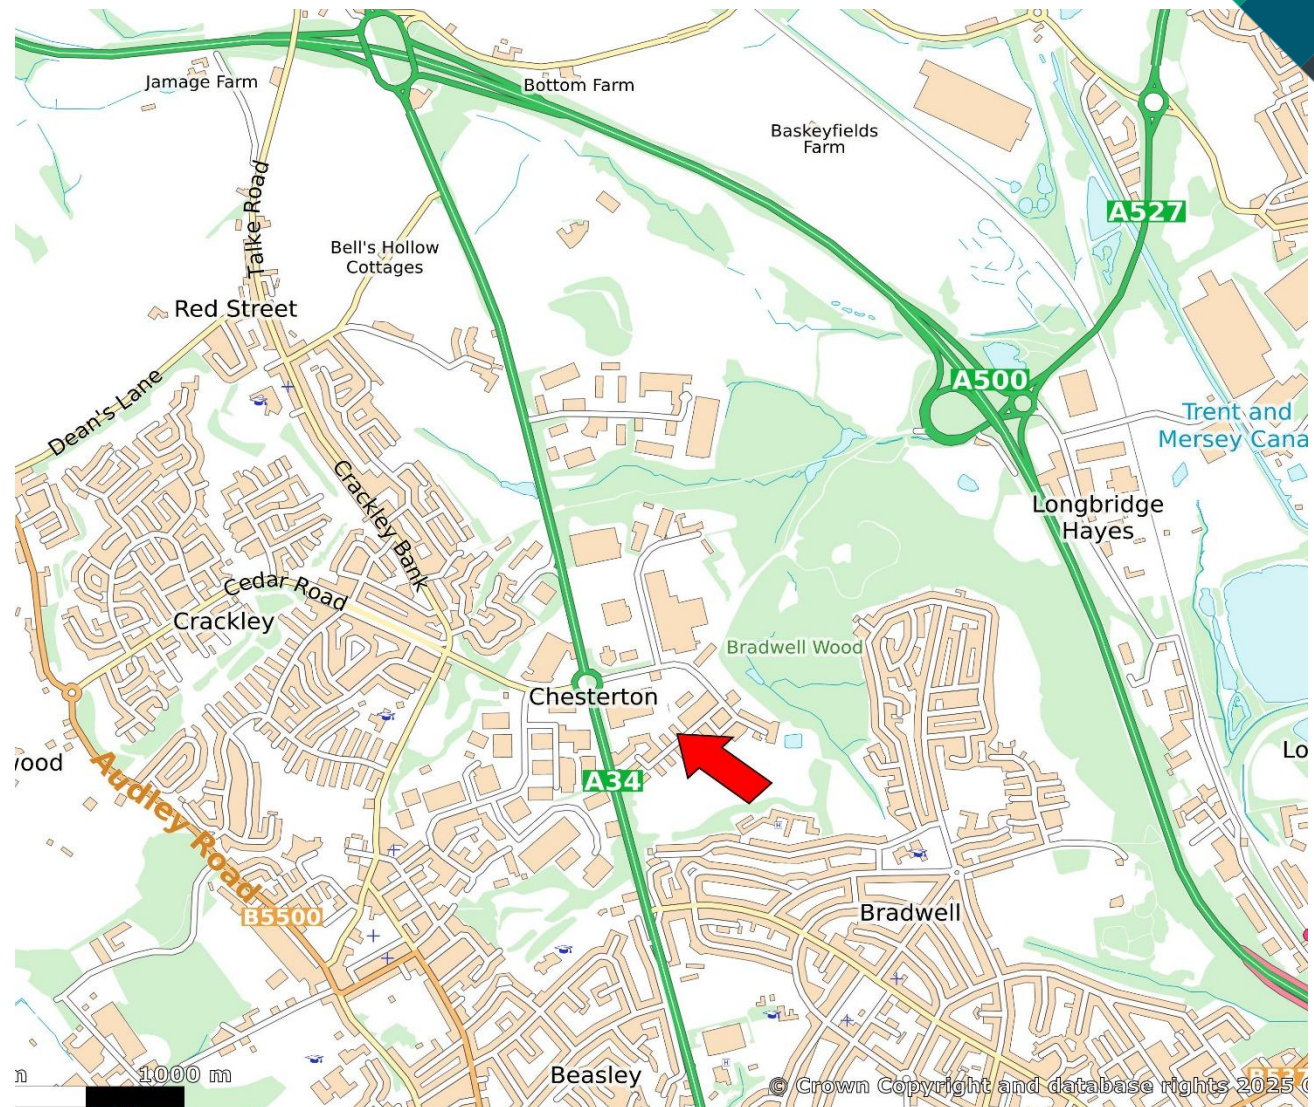 Jamage Farm
Bottom Farm
Baskeyfields
Farm
Talke Road
A527
Bell's Hollow
Cottages
Red Street
A500
Dean's Lane
Trent and
Mersey Cana
Crackley Bank
Longbridge
Hayes
Cedar Road
Crackley
Bradwell Wood
Chesterton
wood
Lo
A34
Audley Road
B5500
Bradwell
Beasley
1000 m
© Crown Copyright and database rights 2025